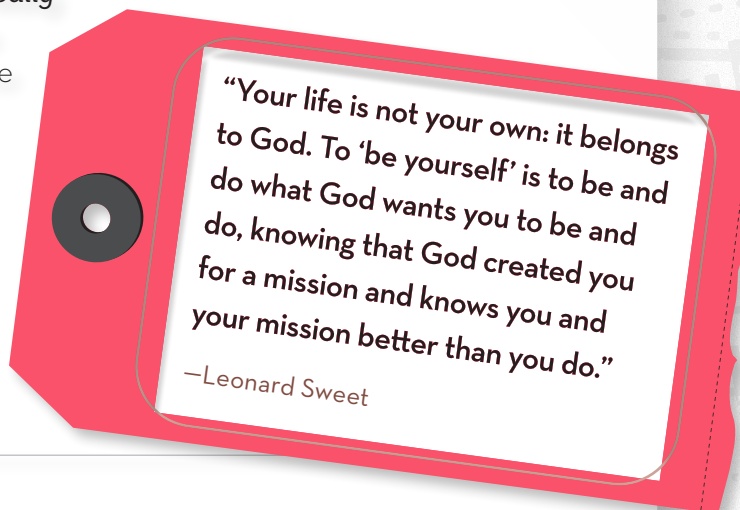 e
“Your life is not your own: it belongs
to God. To ‘be yourself’ is to be and
do what God wants you to be and
do, knowing that God created you
for a mission and knows you and
your mission better than you do.”
—Leonard Sweet